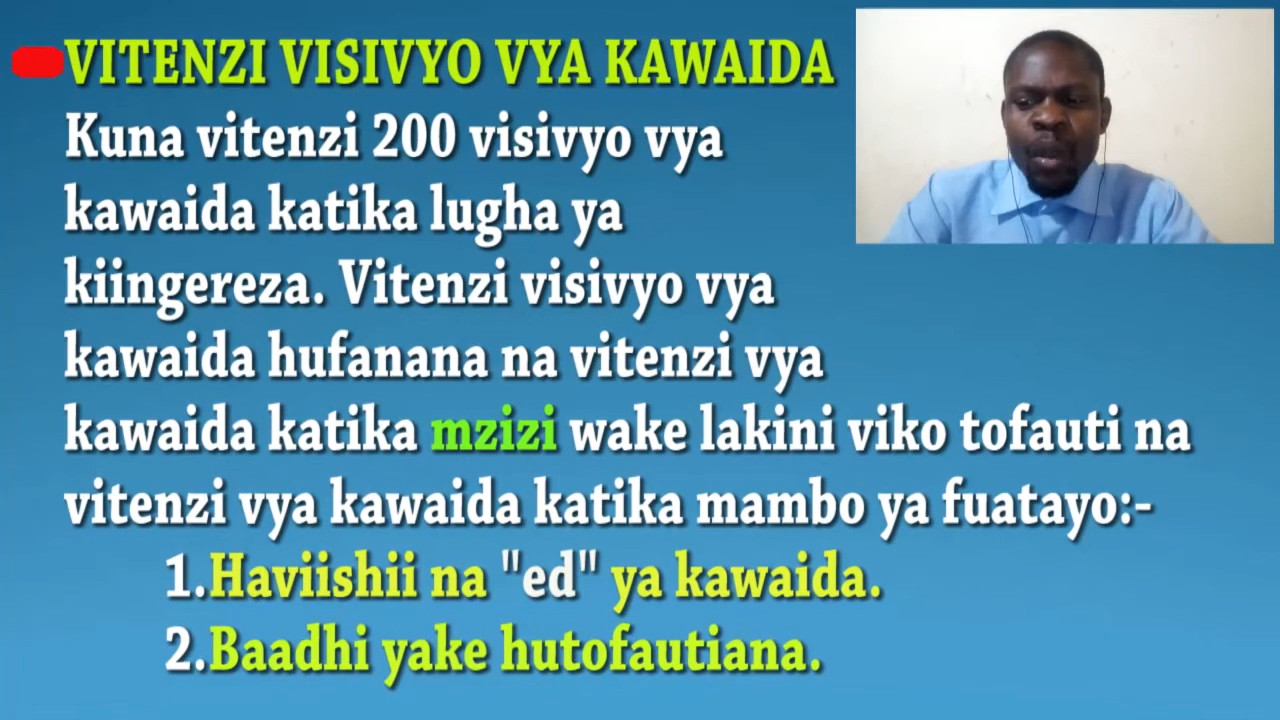 VITENZI VISIVYO VYA KAWAIDA
Kuna vitenzi 200 visivyo vya
kawaida katika lugha ya
kiingereza. Vitenzi visivyo vya
kawaida hufanana na vitenzi vya
kawaida katika mzizi wake lakini viko tofauti na
vitenzi vya kawaida katika mambo ya fuatayo:-
1.Haviishii na "ed" ya kawaida.
2.Baadhi yake hutofautiana.